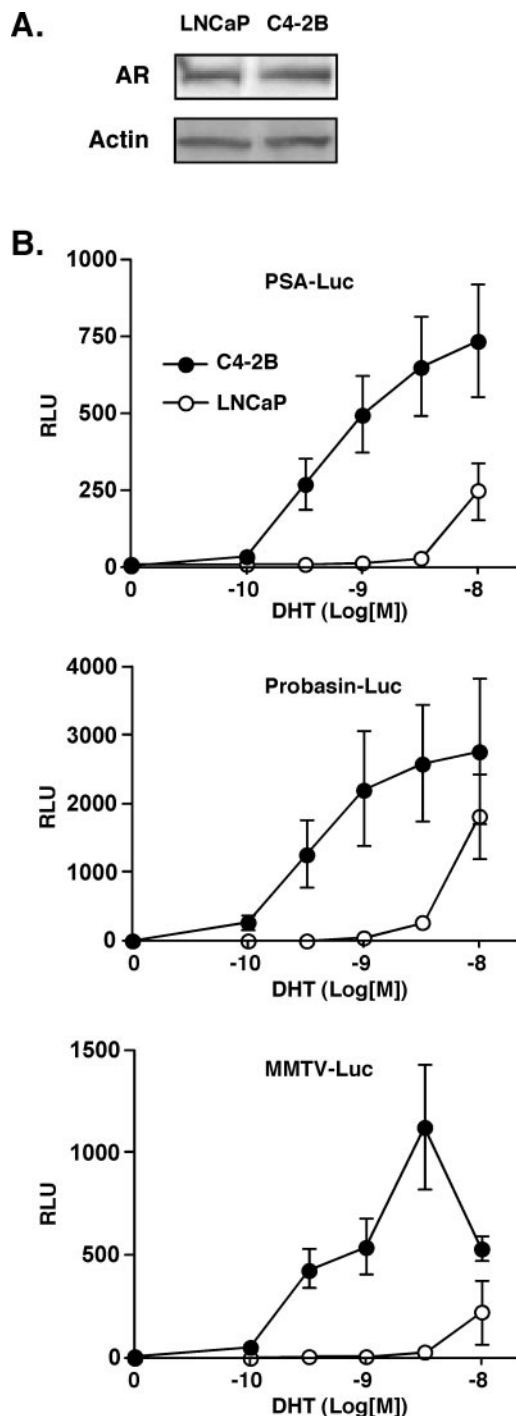 A.
LNCaP C4-2B
AR
Actin
B.
PSA-Luc
1000
750
500
250
0
RLU
C4-2B
LNCaP
0 -10 -9 -8
DHT (Log[M])
Probasin-Luc
4000
3000
2000
1000
0
RLU
0 -10 -9 -8
DHT (Log[M])
MMTV-Luc
1500
1000
500
0
RLU
0 -10 -9 -8
DHT (Log[M])